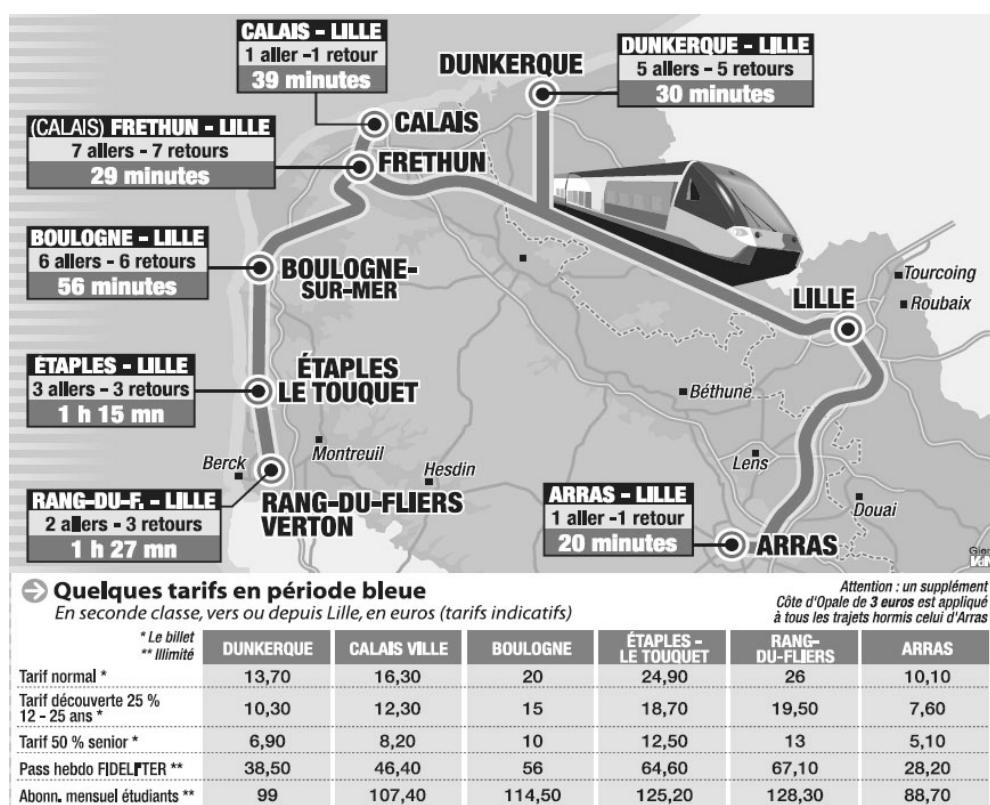 CALAIS – LILLE
1 aller –1 retour
39 minutes
DUNKERQUE – LILLE
5 allers – 5 retours
30 minutes
DUNKERQUE
CALAIS
(CALAIS) FRETHUN - LILLE
7 allers – 7 retours
29 minutes
FRETHUN
BOULOGNE - LILLE
6 allers – 6 retours
56 minutes
BOULOGNE-
SUR-MER
Tourcoing
LILLE
Roubaix
ÉTAPLES - LILLE
3 allers – 3 retours
1 h 15 mn
ÉTAPLES
LE TOUQUET
Béthune
Berck
Montreuil
Hesdin
Lens
RANG-DU-F. - LILLE
2 allers – 3 retours
1 h 27 mn
RANG-DU-FLIERS
VERTON
ARRAS – LILLE
1 aller -1 retour
20 minutes
Douai
ARRAS
Quelques tarifs en période bleue
En seconde classe, vers ou depuis Lille, en euros (tarifs indicatifs)
Attention : un supplément
Côte d'Opale de 3 euros est appliqué
à tous les trajets hormis celui d'Arras
* Le billet
** Illimité
DUNKERQUE CALAIS VILLE BOULOGNE ÉTAPLES – LE TOUQUET RANG-DU-FLIERS ARRAS
Tarif normal * 13,70 16,30 20 24,90 26 10,10
Tarif découverte 25 %
12 - 25 ans * 10,30 12,30 15 18,70 19,50 7,60
Tarif 50 % senior * 6,90 8,20 10 12,50 13 5,10
Pass hebdo FIDELI'TER ** 38,50 46,40 56 64,60 67,10 28,20
Abonn. mensuel étudiants ** 99 107,40 114,50 125,20 128,30 88,70